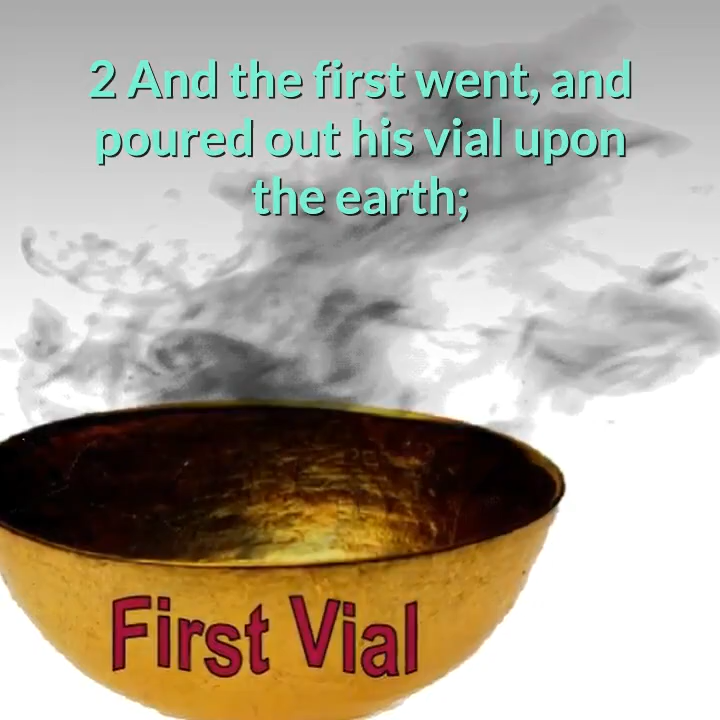 2 And the first went, and
poured out his vial upon
the earth;
First Vial